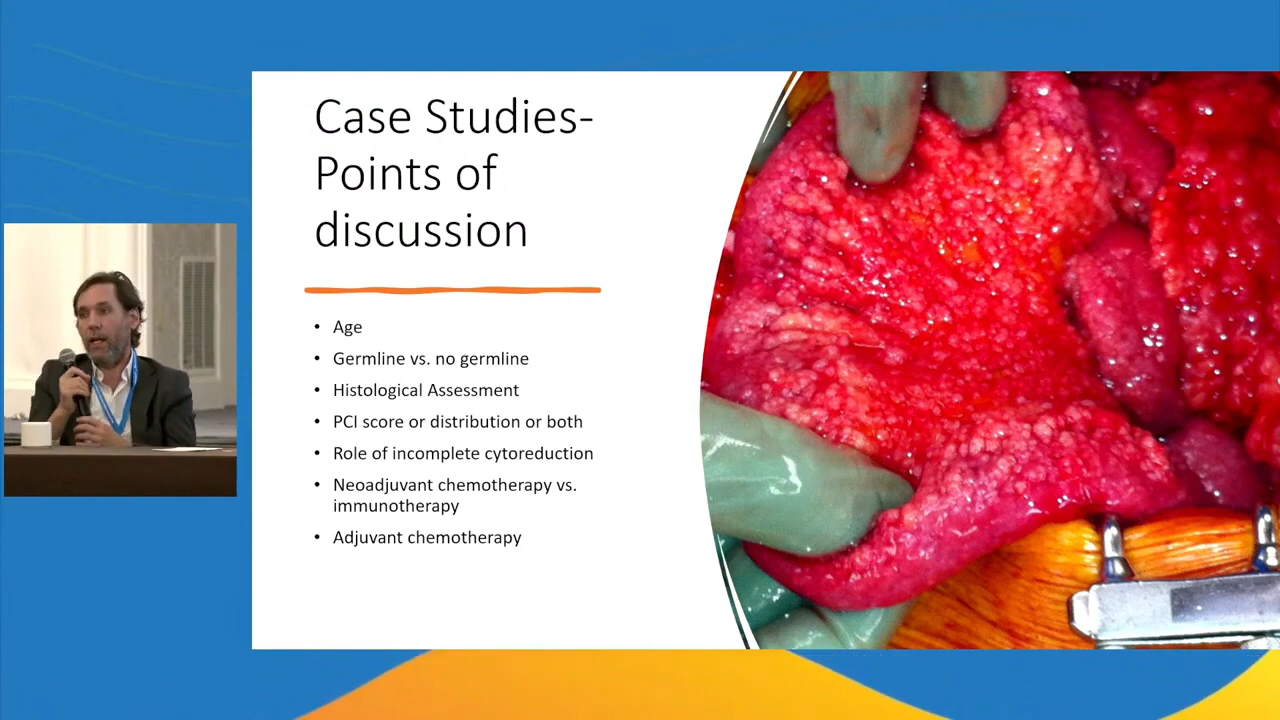 Case Studies-
Points of
discussion
• Age
• Germline vs. no germline
• Histological Assessment
• PCI score or distribution or both
• Role of incomplete cytoreduction
• Neoadjuvant chemotherapy vs.
immunotherapy
• Adjuvant chemotherapy